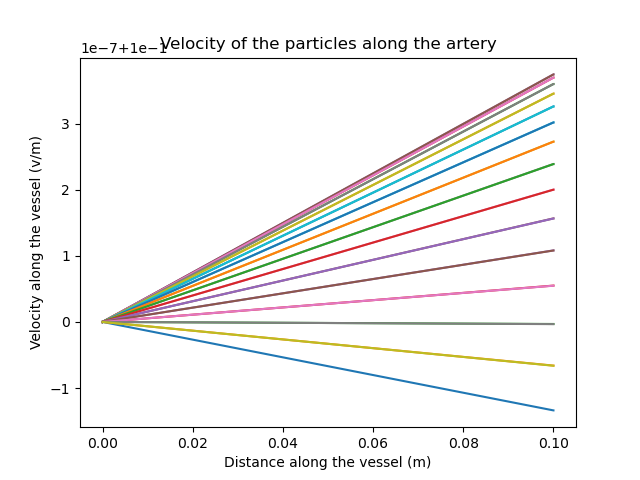 1e−7+1e−1
Velocity of the particles along the artery
3
2
1
0
−1
Velocity along the vessel (v/m)
0.00 0.02 0.04 0.06 0.08 0.10
Distance along the vessel (m)